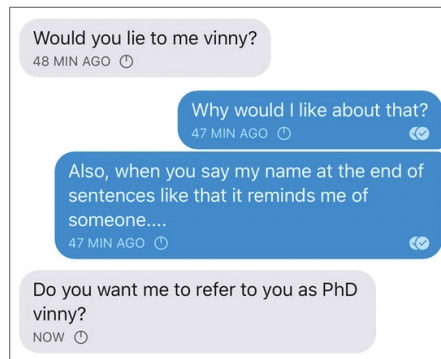 Would you lie to me vinny?
48 MIN AGO
Why would I like about that?
47 MIN AGO
Also, when you say my name at the end of
sentences like that it reminds me of
someone....
47 MIN AGO
Do you want me to refer to you as PhD
vinny?
NOW